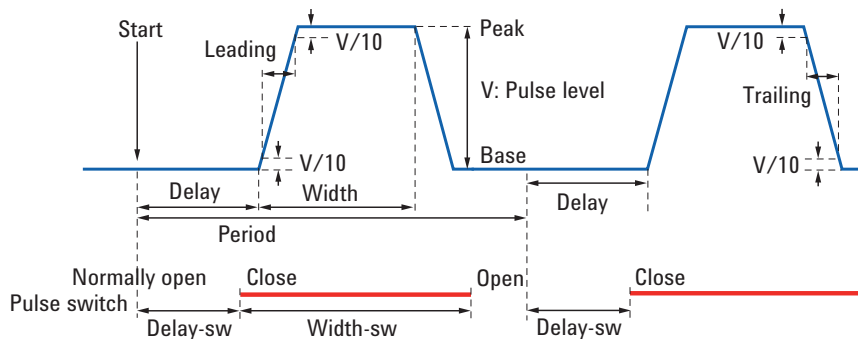 Start
Leading
V/10
Peak
V/10
V: Pulse level
Trailing
V/10
Base
V/10
Delay
Width
Delay
Period
Normally open
Pulse switch
Close
Open
Close
Delay-sw
Width-sw
Delay-sw